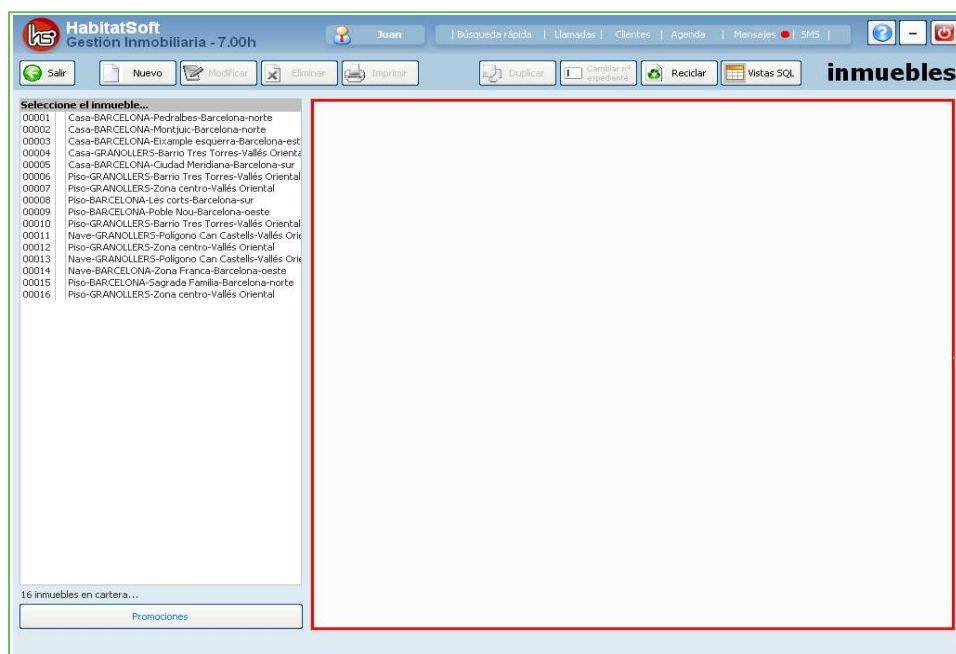 hs HabitatSoft
Gestión Inmobiliaria - 7.00h
Juan
| Búsqueda rápida | Llamadas | Clientes | Agenda | Mensajes | SMS |
? -
Salir Nuevo Modificar Eliminar Imprimir Duplicar Cambiar nº expediente Reciclar Vistas SQL inmuebles
Seleccione el inmueble...
00001 Casa-BARCELONA-Pedralbes-Barcelona-norte
00002 Casa-BARCELONA-Montjuic-Barcelona-norte
00003 Casa-BARCELONA-Eixample esquerra-Barcelona-est
00004 Casa-GRANOLLERS-Barrio Tres Torres-Vallés Orienta
00005 Casa-BARCELONA-Ciudad Meridiana-Barcelona-sur
00006 Piso-GRANOLLERS-Barrio Tres Torres-Vallés Oriental
00007 Piso-GRANOLLERS-Zona centro-Vallés Oriental
00008 Piso-BARCELONA-Les corts-Barcelona-sur
00009 Piso-BARCELONA-Poble Nou-Barcelona-oeste
00010 Piso-GRANOLLERS-Barrio Tres Torres-Vallés Oriental
00011 Nave-GRANOLLERS-Polígono Can Castells-Vallés Orie
00012 Piso-GRANOLLERS-Zona centro-Vallés Oriental
00013 Nave-GRANOLLERS-Polígono Can Castells-Vallés Orie
00014 Nave-BARCELONA-Zona Franca-Barcelona-oeste
00015 Piso-BARCELONA-Sagrada Familia-Barcelona-norte
00016 Piso-GRANOLLERS-Zona centro-Vallés Oriental
16 inmuebles en cartera...
Promociones